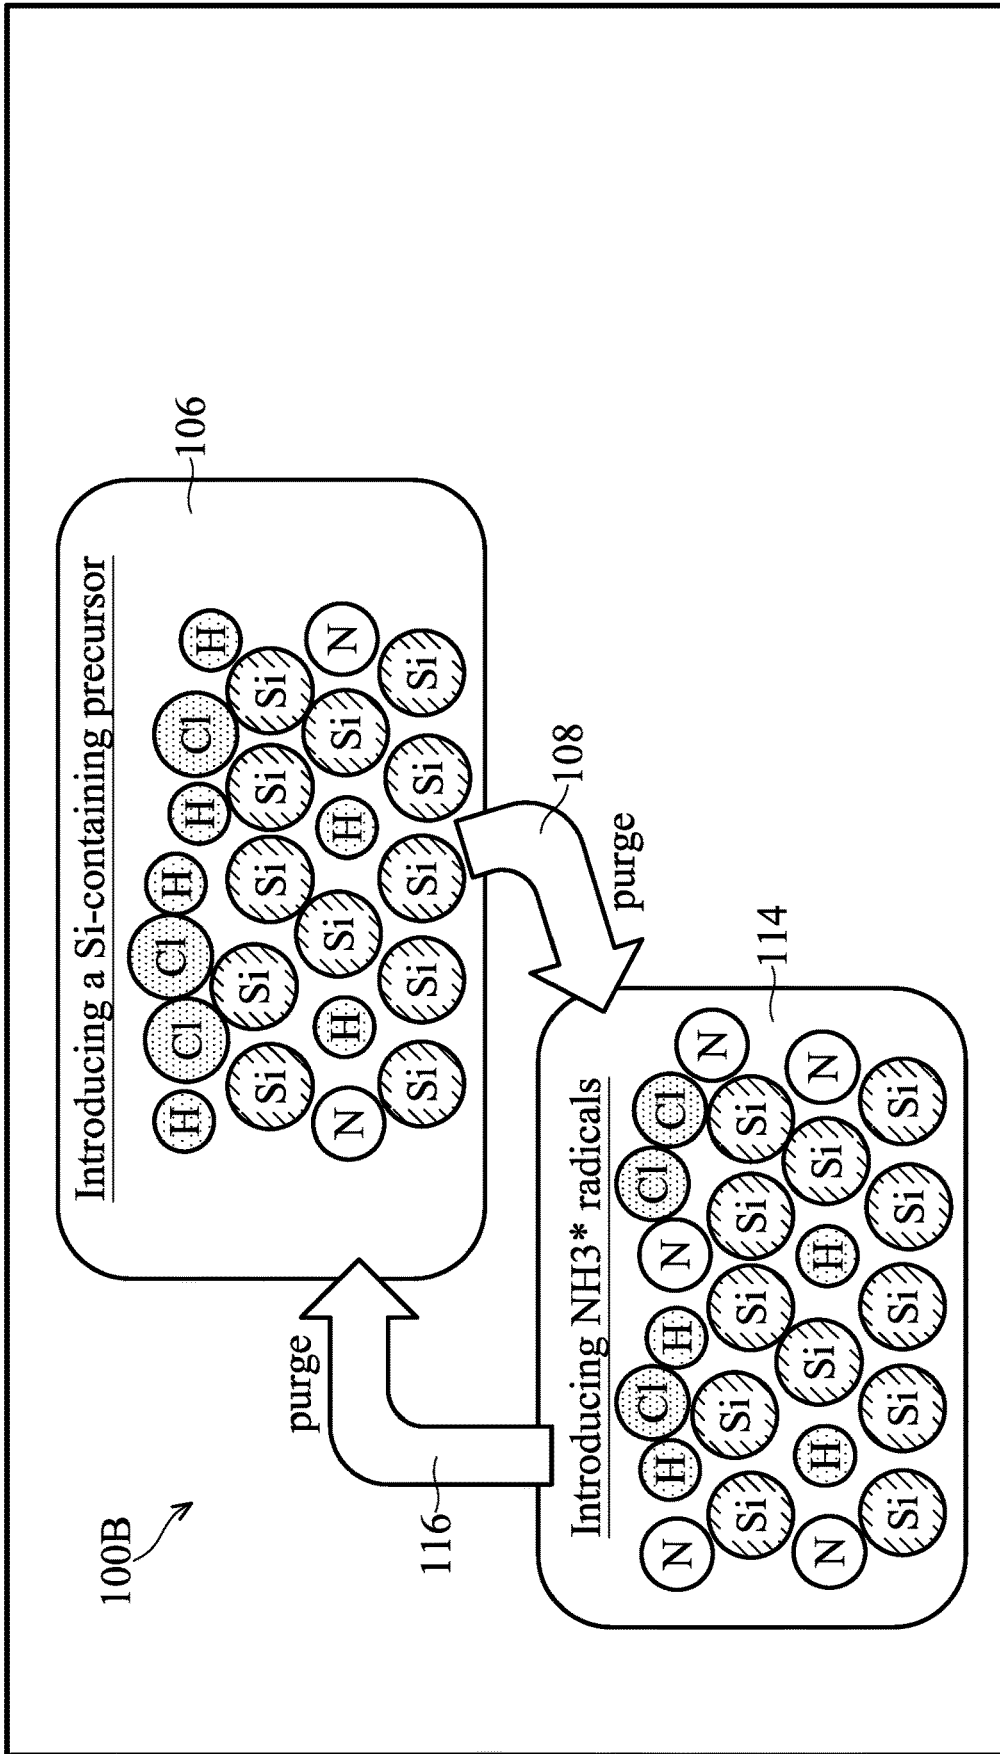 Introducing a Si-containing precursor
100B
H Cl Cl H H Cl H
106
Si Si Si Si Si
N H Si H Si N
Si Si Si Si Si
purge
116
108
purge
Introducing NH3* radicals
N H Cl H N Cl Cl N
Si Si Si Si Si
114
N H Si H Si N
Si Si Si Si Si